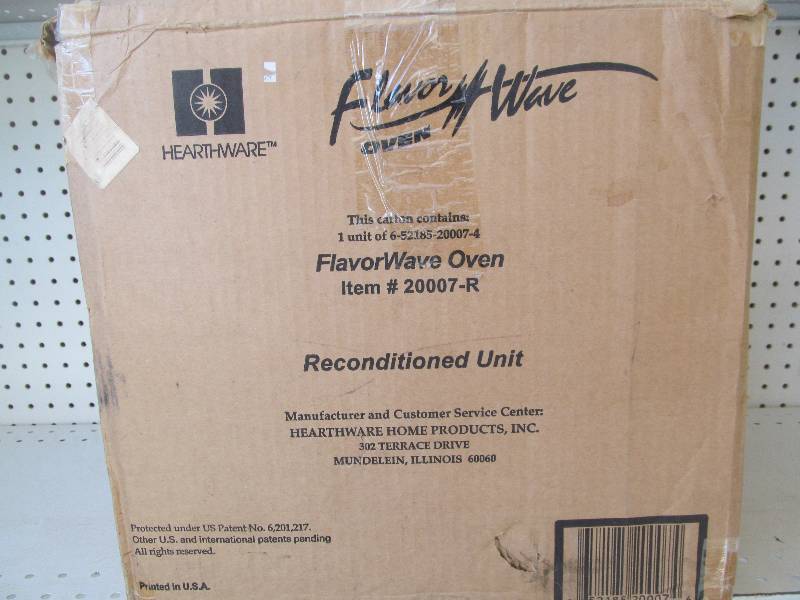 HEARTHWARE™
Flavor Wave
OVEN
This carton contains:
1 unit of 6-52185-20007-4
FlavorWave Oven
Item # 20007-R
Reconditioned Unit
Manufacturer and Customer Service Center:
HEARTHWARE HOME PRODUCTS, INC.
302 TERRACE DRIVE
MUNDELEIN, ILLINOIS 60060
Protected under US Patent No. 6,201,217.
Other U.S. and international patents pending
All rights reserved.
Printed in U.S.A.
52185 20007